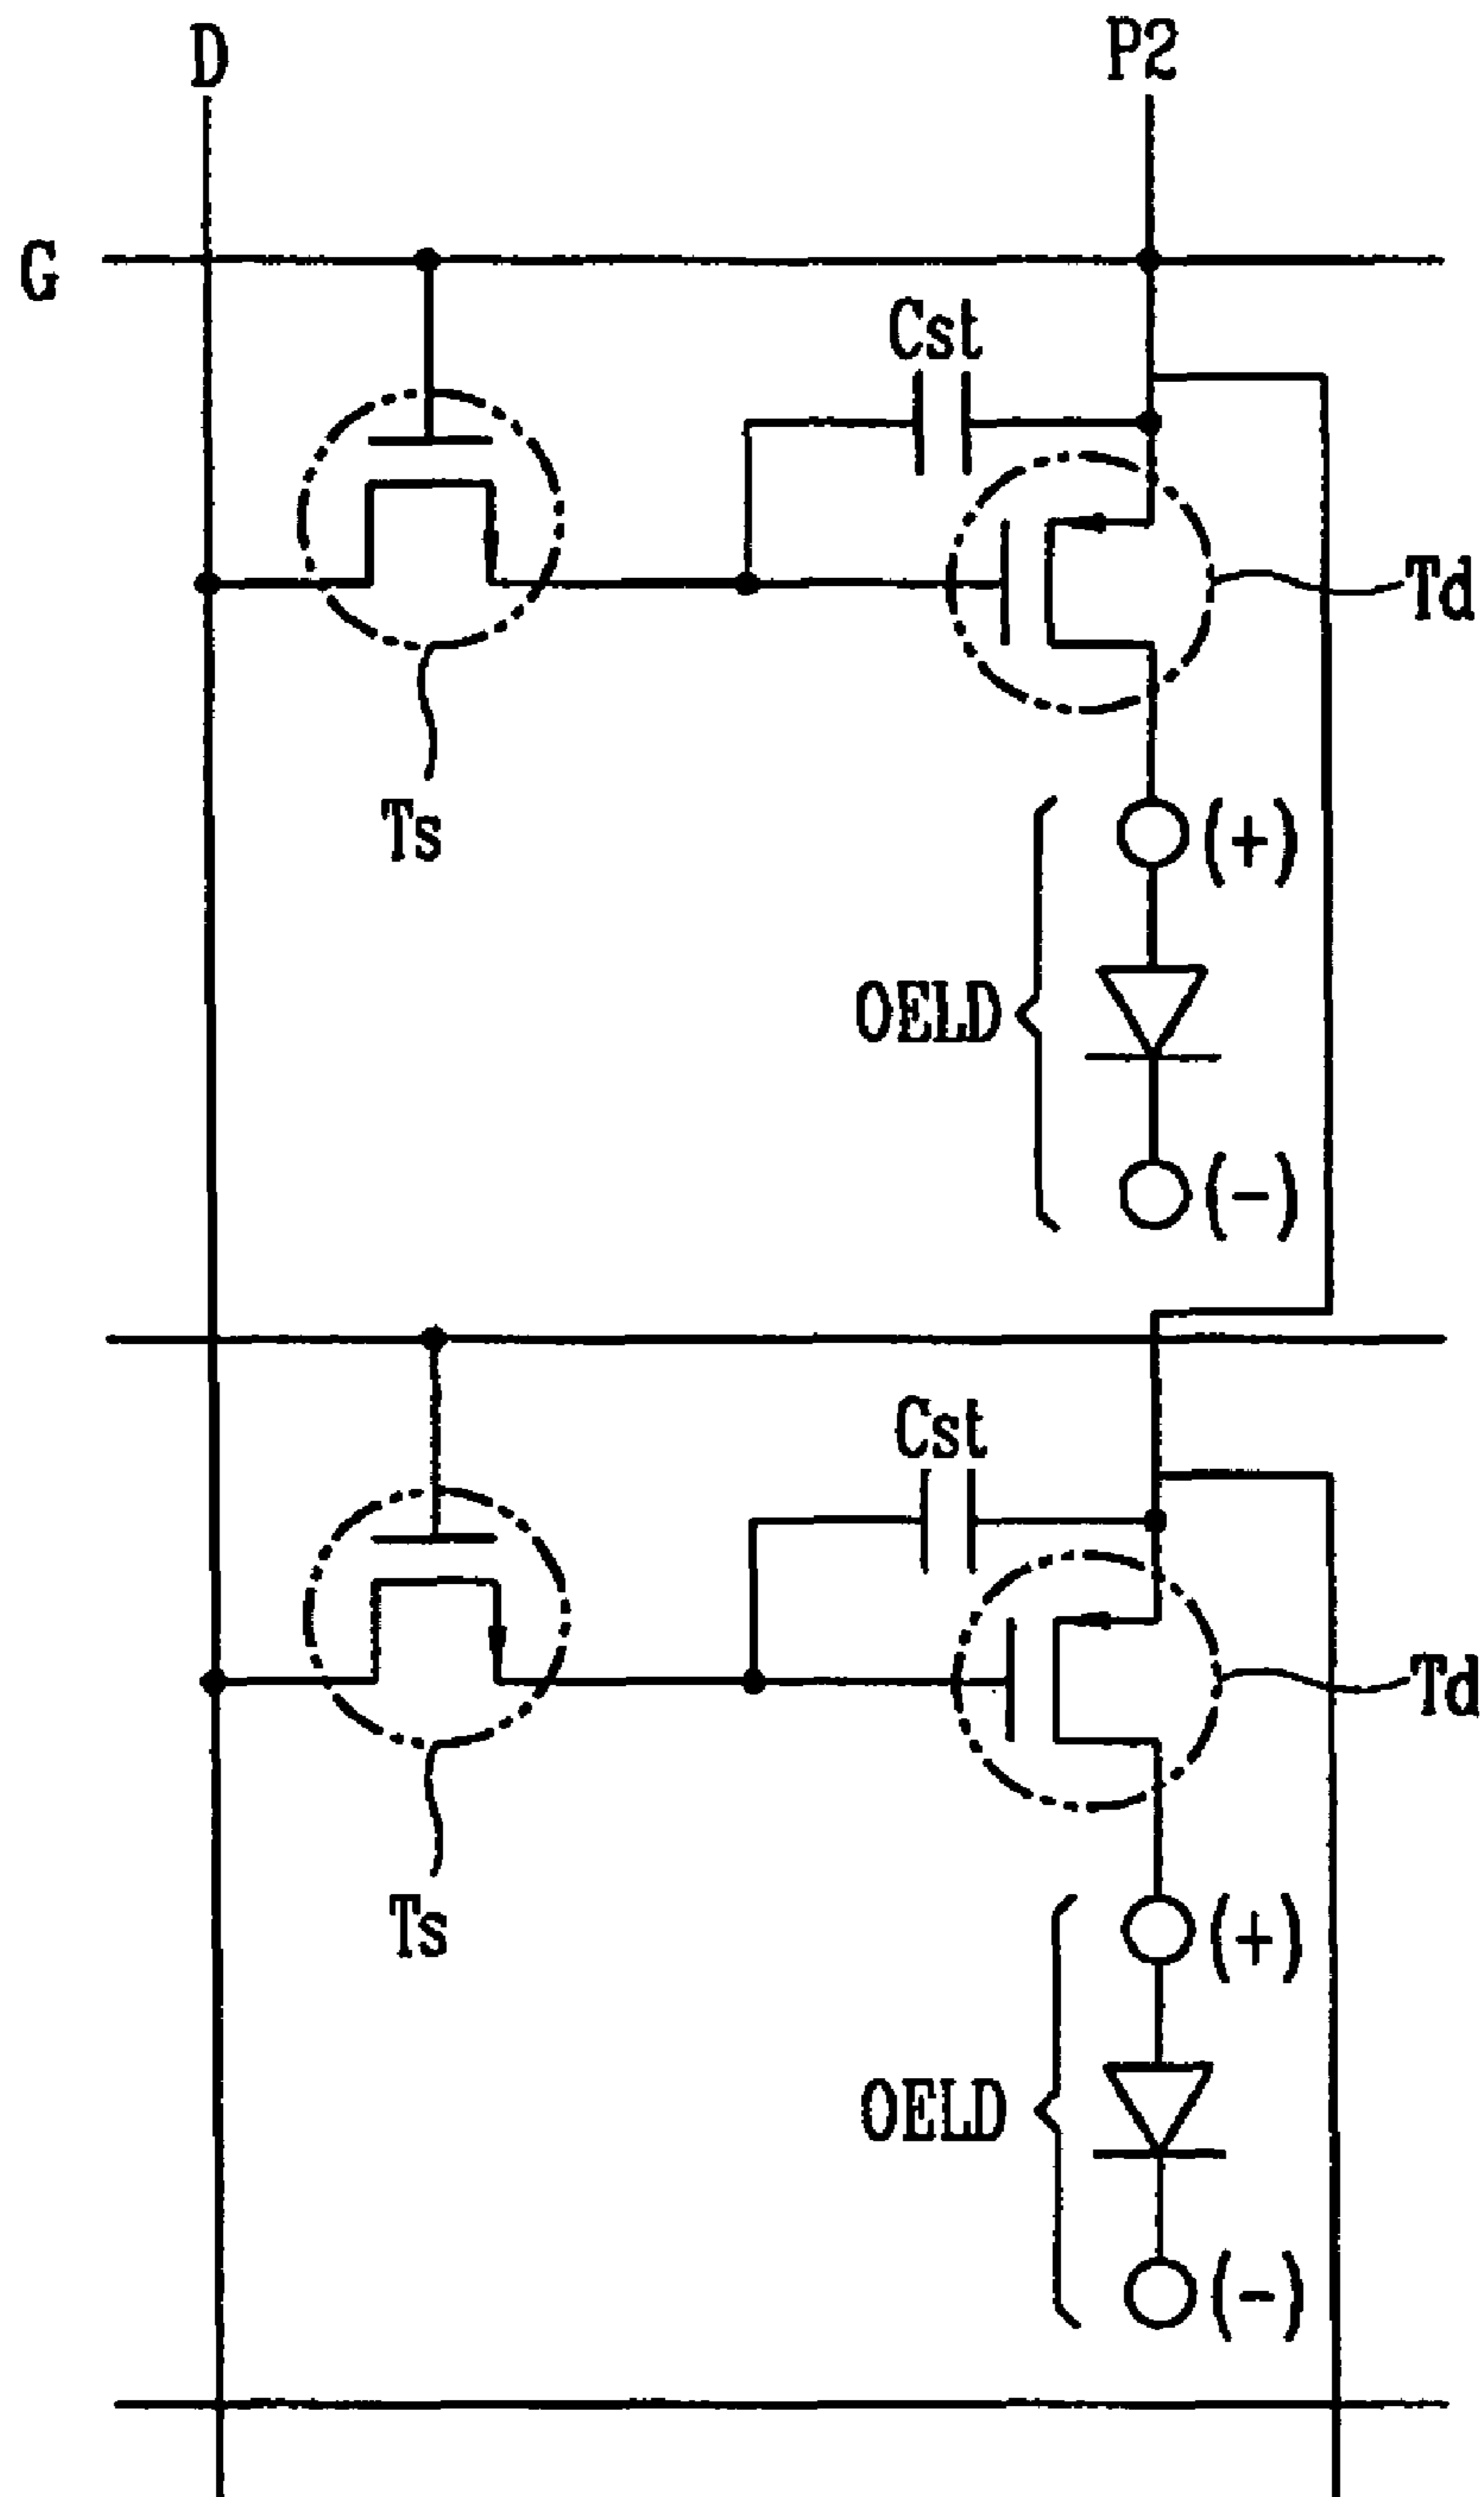 D
P2
G
Cst
Td
Ts
(+)
OELD
(-)
Cst
Td
Ts
(+)
OELD
(-)